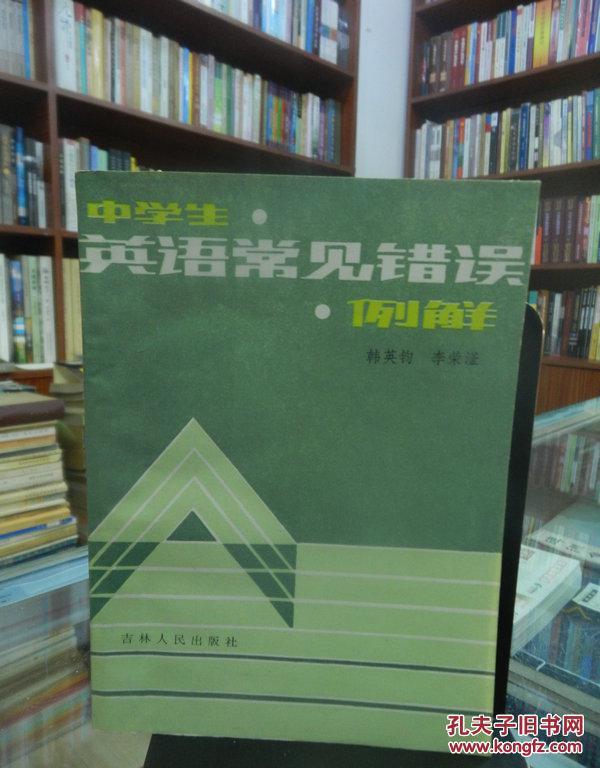 中学生·
英语常见错误
·例解
韩英钧 李荣滋
吉林人民出版社
孔夫子旧书网
www.kongfz.com